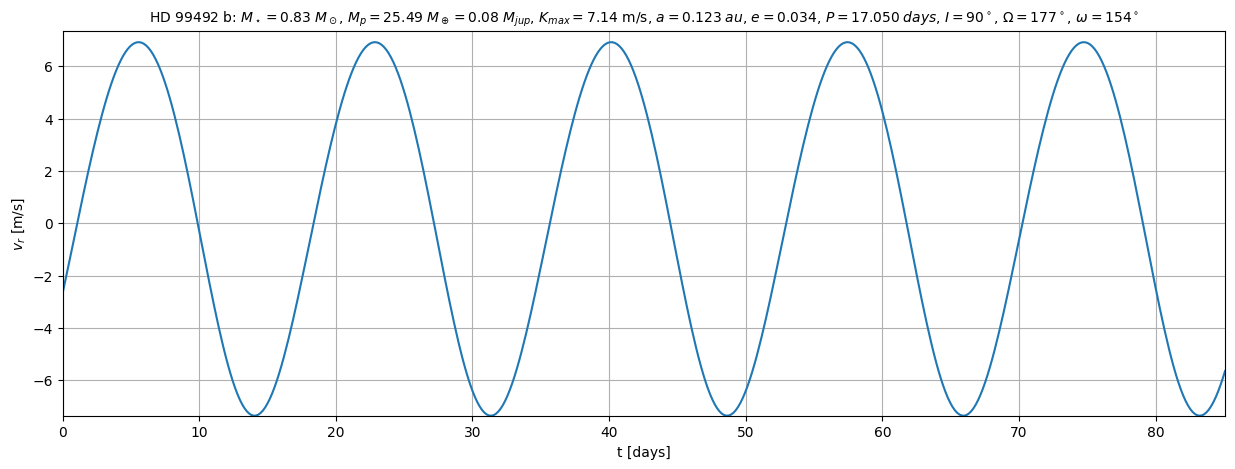 HD 99492 b: M⋆ = 0.83 M⊙, Mp = 25.49 M⊕ = 0.08 Mjup, Kmax = 7.14 m/s, a = 0.123 au, e = 0.034, P = 17.050 days, I = 90°, Ω = 177°, ω = 154°
6
4
2
0
−2
−4
−6
vr [m/s]
0 10 20 30 40 50 60 70 80
t [days]